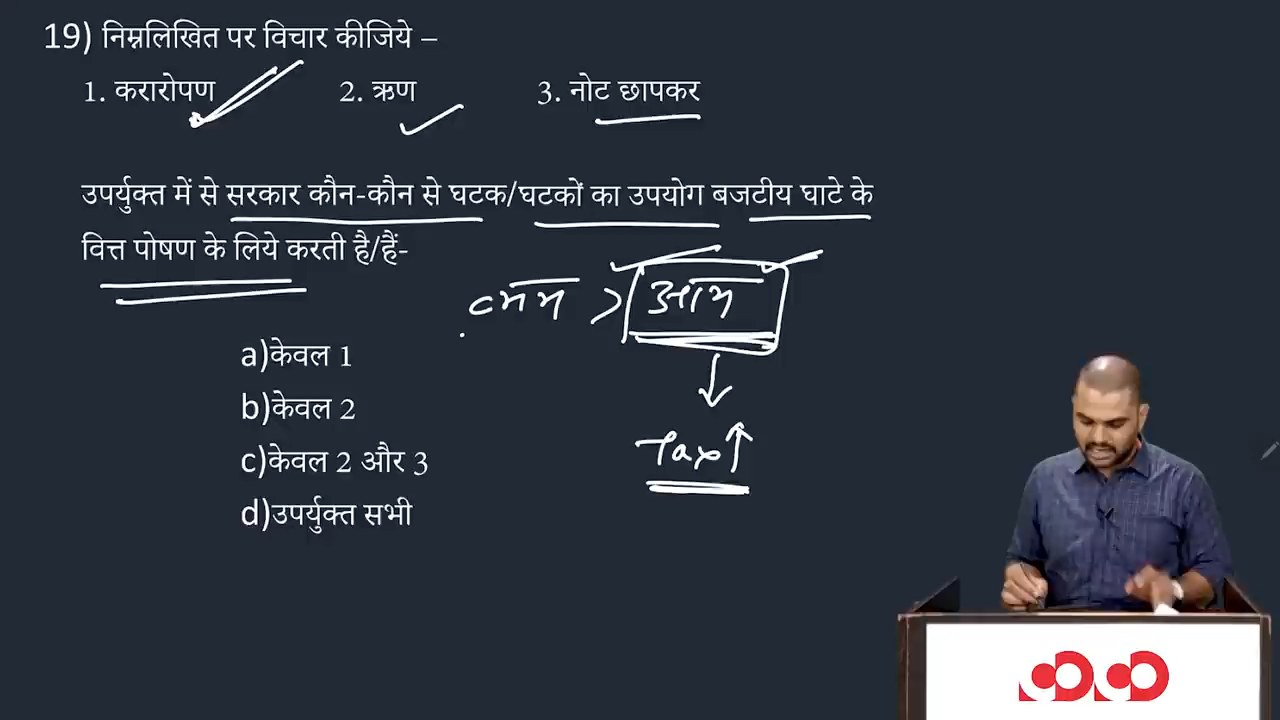 19) निम्नलिखित पर विचार कीजिये –
1. करारोपण 2. ऋण 3. नोट छापकर
उपर्युक्त में से सरकार कौन-कौन से घटक/घटकों का उपयोग बजटीय घाटे के
वित्त पोषण के लिये करती है/हैं-
व्यय > आय
a)केवल 1
b)केवल 2
Tax↑
c)केवल 2 और 3
d)उपर्युक्त सभी